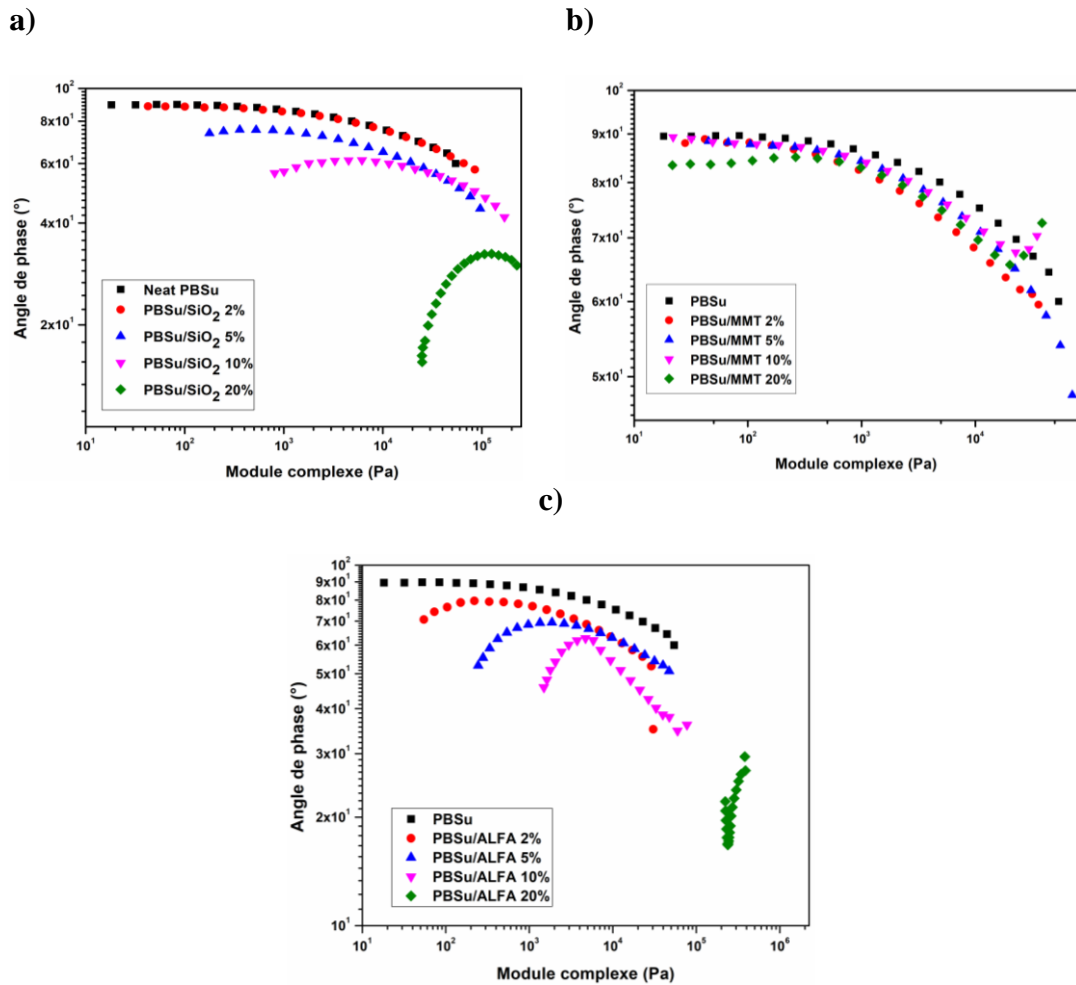 a)
b)
10²
8x10¹
6x10¹
4x10¹
2x10¹
Angle de phase (°)
Neat PBSu
PBSu/SiO₂ 2%
PBSu/SiO₂ 5%
PBSu/SiO₂ 10%
PBSu/SiO₂ 20%
10¹ 10² 10³ 10⁴ 10⁵
Module complexe (Pa)
9x10¹
8x10¹
7x10¹
6x10¹
5x10¹
Angle de phase (°)
PBSu
PBSu/MMT 2%
PBSu/MMT 5%
PBSu/MMT 10%
PBSu/MMT 20%
10¹ 10² 10³ 10⁴
Module complexe (Pa)
c)
10²
9x10¹
8x10¹
7x10¹
6x10¹
5x10¹
4x10¹
3x10¹
2x10¹
10¹
Angle de phase (°)
PBSu
PBSu/ALFA 2%
PBSu/ALFA 5%
PBSu/ALFA 10%
PBSu/ALFA 20%
10¹ 10² 10³ 10⁴ 10⁵ 10⁶
Module complexe (Pa)